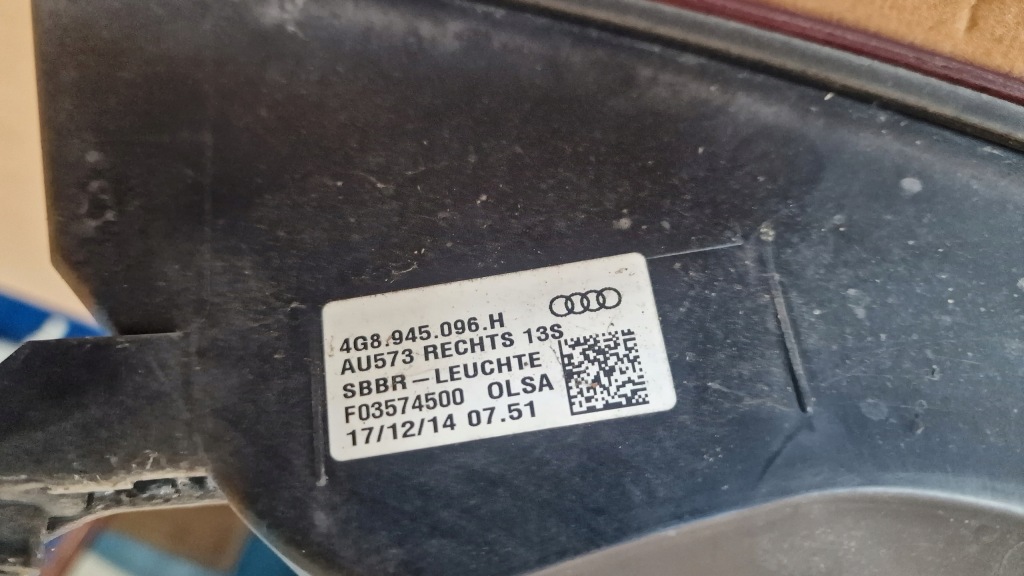 4G8.945.096.H
AU573 RECHTS 13S
SBBR-LEUCHTE
F03574500 OLSA
17/12/14 07.51